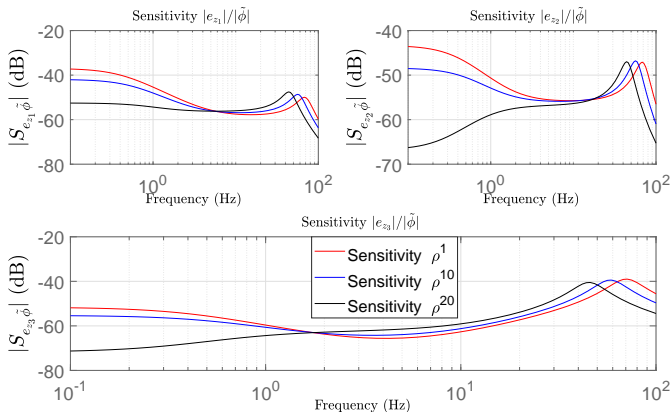 Sensitivity |e_{z_1}|/|\tilde{\phi}|
|S_{e_{z_1}\tilde{\phi}}| (dB)
-20
-40
-60
-80
10^0
10^2
Frequency (Hz)
Sensitivity |e_{z_2}|/|\tilde{\phi}|
|S_{e_{z_2}\tilde{\phi}}| (dB)
-40
-50
-60
-70
10^0
10^2
Frequency (Hz)
Sensitivity |e_{z_3}|/|\tilde{\phi}|
|S_{e_{z_3}\tilde{\phi}}| (dB)
-20
-40
-60
-80
Sensitivity ρ^1
Sensitivity ρ^{10}
Sensitivity ρ^{20}
10^{-1}
10^0
10^1
10^2
Frequency (Hz)